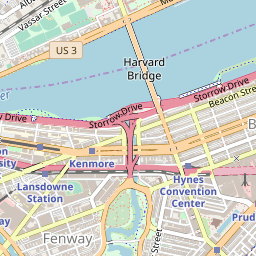 Vassar Street
US 3
Harvard
Bridge
Storrow Drive
Storrow Drive
Beacon Street
Drive
Kenmore
Lansdowne
Station
Hynes
Convention
Center
Fenway
Street